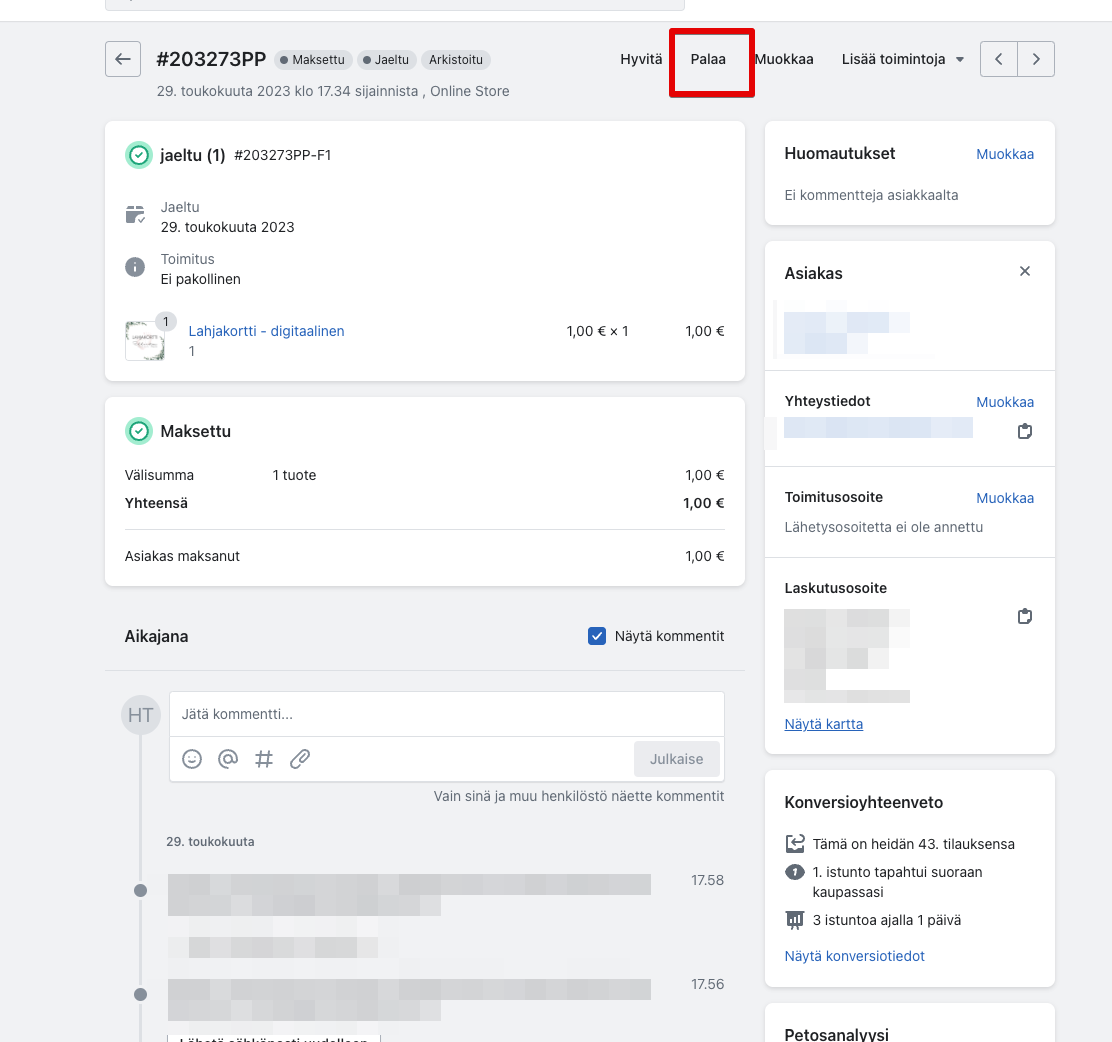 #203273PP Maksettu Jaeltu Arkistoitu Hyvitä Palaa Muokkaa Lisää toimintoja
29. toukokuuta 2023 klo 17.34 sijainnista , Online Store
jaeltu (1) #203273PP-F1
Jaeltu
29. toukokuuta 2023
Toimitus
Ei pakollinen
1
Lahjakortti - digitaalinen 1,00 € × 1 1,00 €
LAHJAKORTTI
1
Maksettu
Välisumma 1 tuote 1,00 €
Yhteensä 1,00 €
Asiakas maksanut 1,00 €
Aikajana Näytä kommentit
HT Jätä kommentti...
Julkaise
Vain sinä ja muu henkilöstö näette kommentit
29. toukokuuta
17.58
17.56
Lähetä sähköposti uudelleen
Huomautukset Muokkaa
Ei kommentteja asiakkaalta
Asiakas
Yhteystiedot Muokkaa
Toimitusosoite Muokkaa
Lähetysosoitetta ei ole annettu
Laskutusosoite
Näytä kartta
Konversioyhteenveto
Tämä on heidän 43. tilauksensa
1 1. istunto tapahtui suoraan
kaupassasi
3 istuntoa ajalla 1 päivä
Näytä konversiotiedot
Petosanalyysi